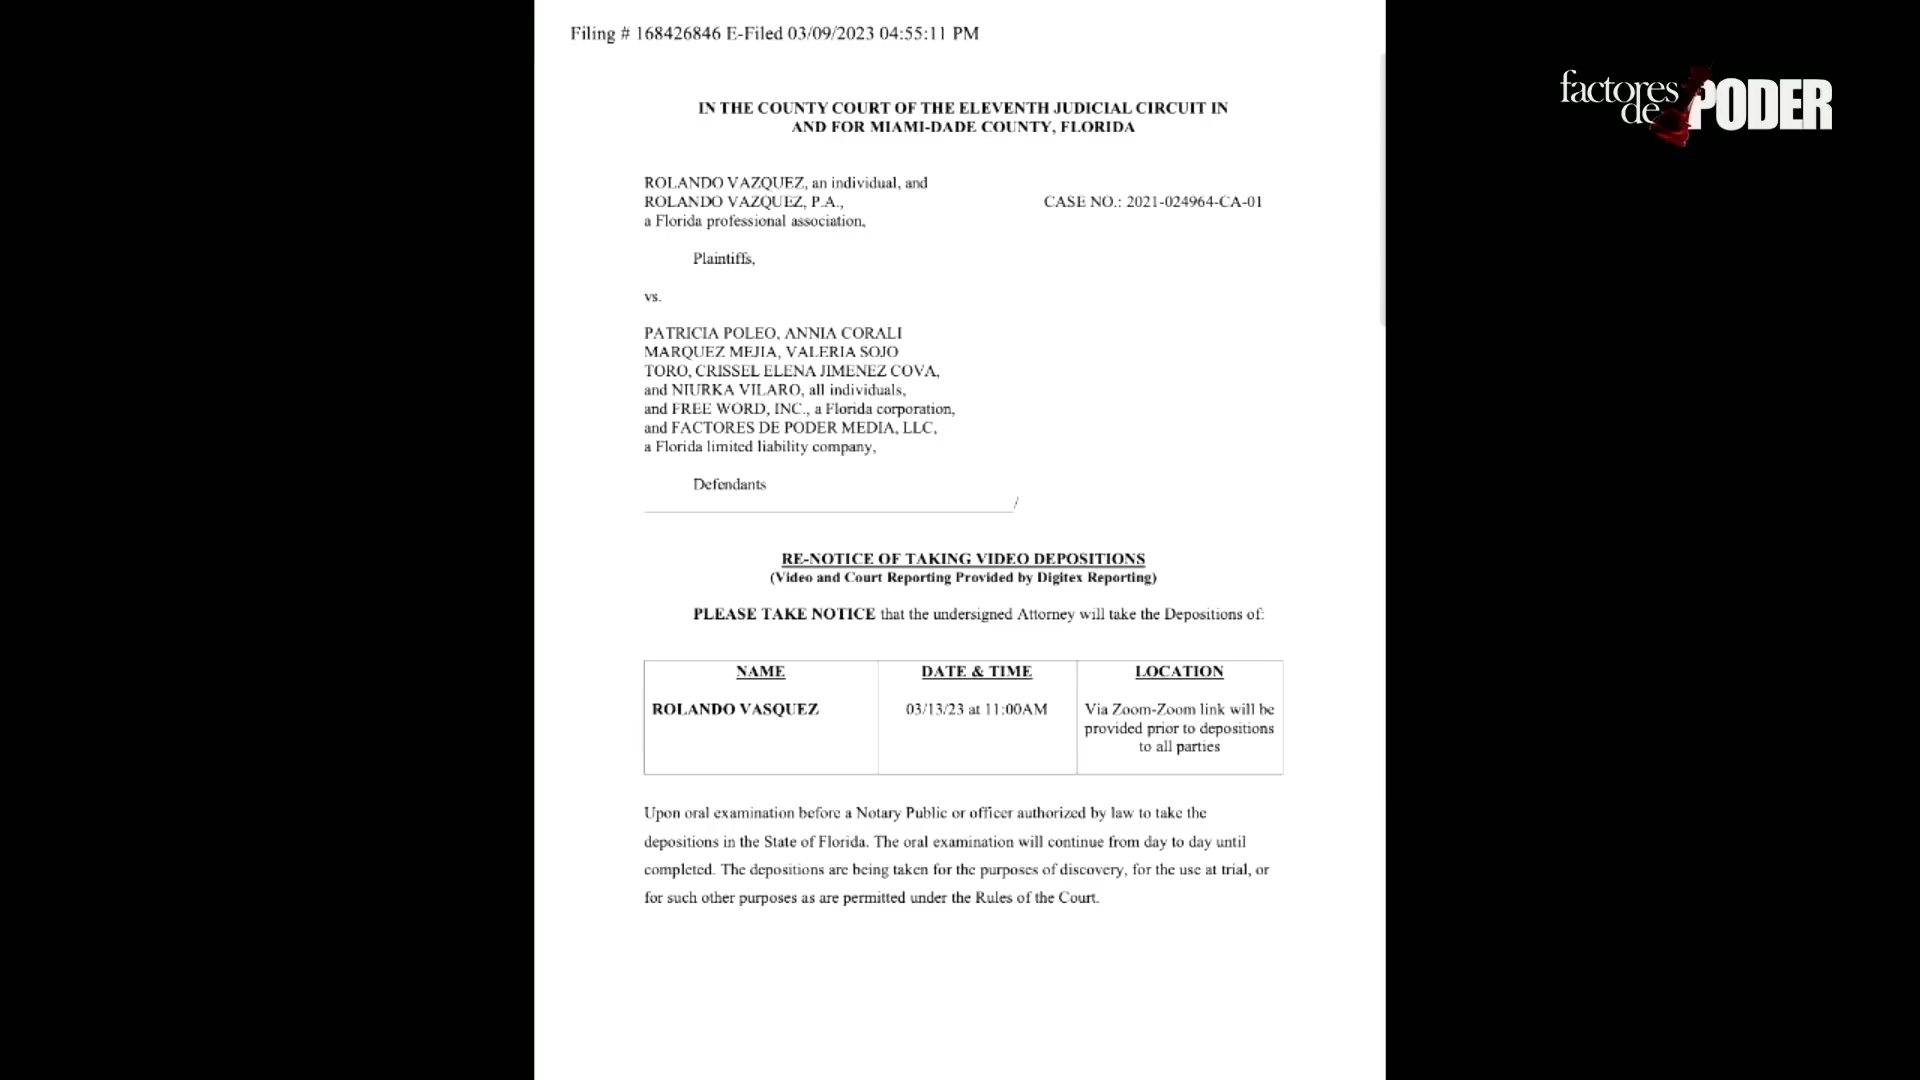 Filing # 168426846 E-Filed 03/09/2023 04:55:11 PM
factores de PODER
IN THE COUNTY COURT OF THE ELEVENTH JUDICIAL CIRCUIT IN
AND FOR MIAMI-DADE COUNTY, FLORIDA
ROLANDO VAZQUEZ, an individual, and
ROLANDO VAZQUEZ, P.A.,
a Florida professional association,
CASE NO.: 2021-024964-CA-01
Plaintiffs,
vs.
PATRICIA POLEO, ANNIA CORALI
MARQUEZ MEJIA, VALERIA SOJO
TORO, CRISSEL ELENA JIMENEZ COVA,
and NIURKA VILARO, all individuals,
and FREE WORD, INC., a Florida corporation,
and FACTORES DE PODER MEDIA, LLC,
a Florida limited liability company,
Defendants
/
RE-NOTICE OF TAKING VIDEO DEPOSITIONS
(Video and Court Reporting Provided by Digitex Reporting)
PLEASE TAKE NOTICE that the undersigned Attorney will take the Depositions of:
NAME
DATE & TIME
LOCATION
ROLANDO VASQUEZ
03/13/23 at 11:00AM
Via Zoom-Zoom link will be
provided prior to depositions
to all parties
Upon oral examination before a Notary Public or officer authorized by law to take the
depositions in the State of Florida. The oral examination will continue from day to day until
completed. The depositions are being taken for the purposes of discovery, for the use at trial, or
for such other purposes as are permitted under the Rules of the Court.